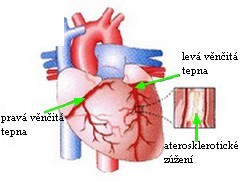 levá věnčitá
tepna
pravá věnčitá
tepna
aterosklerotické
zúžení